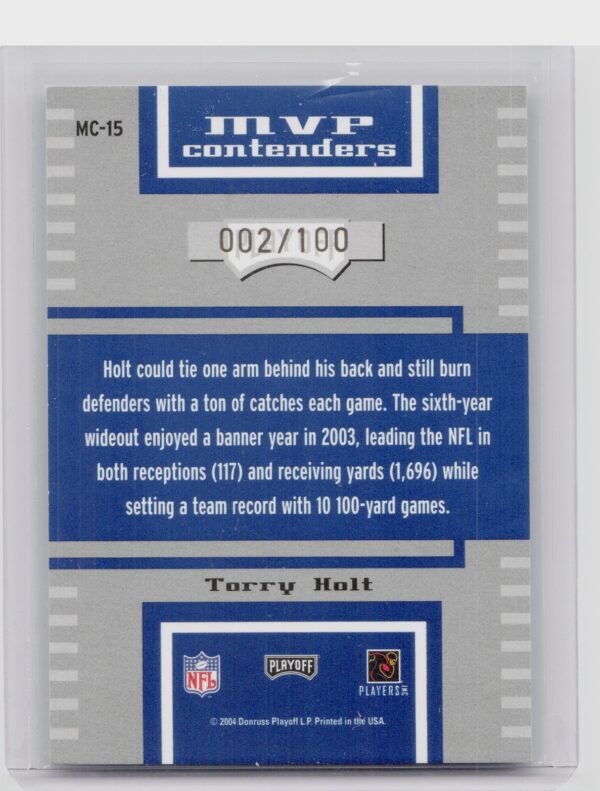 MC-15
MVP
contenders
002/100
Holt could tie one arm behind his back and still burn
defenders with a ton of catches each game. The sixth-year
wideout enjoyed a banner year in 2003, leading the NFL in
both receptions (117) and receiving yards (1,696) while
setting a team record with 10 100-yard games.
Torry Holt
NFL
PLAYOFF
PLAYERS INC
© 2004 Donruss Playoff L.P. Printed in the USA.